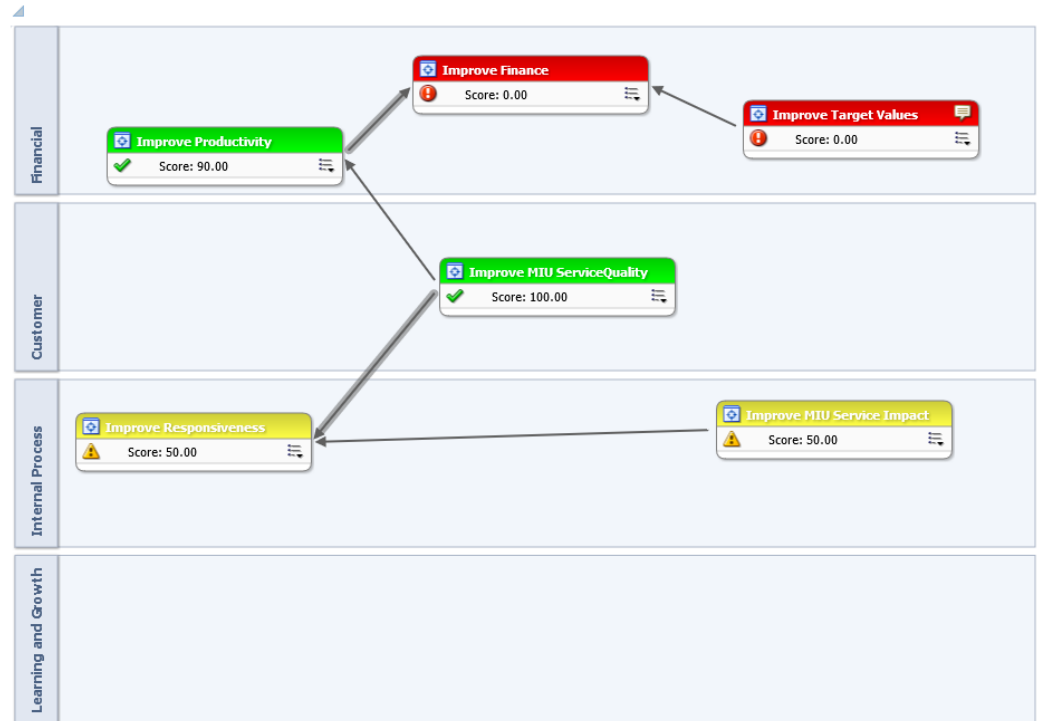 Financial
Improve Finance
Score: 0.00
Improve Target Values
Score: 0.00
Improve Productivity
Score: 90.00
Customer
Improve MIU ServiceQuality
Score: 100.00
Internal Process
Improve Responsiveness
Score: 50.00
Improve MIU Service Impact
Score: 50.00
Learning and Growth